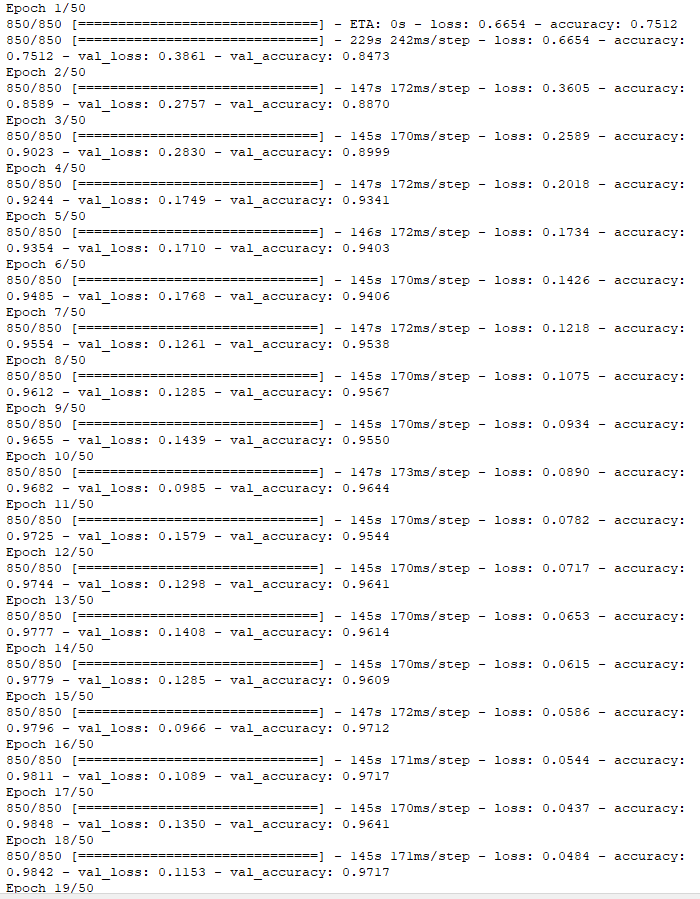 Epoch 1/50
850/850 [==============================] - ETA: 0s - loss: 0.6654 - accuracy: 0.7512
850/850 [==============================] - 229s 242ms/step - loss: 0.6654 - accuracy:
0.7512 - val_loss: 0.3861 - val_accuracy: 0.8473
Epoch 2/50
850/850 [==============================] - 147s 172ms/step - loss: 0.3605 - accuracy:
0.8589 - val_loss: 0.2757 - val_accuracy: 0.8870
Epoch 3/50
850/850 [==============================] - 145s 170ms/step - loss: 0.2589 - accuracy:
0.9023 - val_loss: 0.2830 - val_accuracy: 0.8999
Epoch 4/50
850/850 [==============================] - 147s 172ms/step - loss: 0.2018 - accuracy:
0.9244 - val_loss: 0.1749 - val_accuracy: 0.9341
Epoch 5/50
850/850 [==============================] - 146s 172ms/step - loss: 0.1734 - accuracy:
0.9354 - val_loss: 0.1710 - val_accuracy: 0.9403
Epoch 6/50
850/850 [==============================] - 145s 170ms/step - loss: 0.1426 - accuracy:
0.9485 - val_loss: 0.1768 - val_accuracy: 0.9406
Epoch 7/50
850/850 [==============================] - 147s 172ms/step - loss: 0.1218 - accuracy:
0.9554 - val_loss: 0.1261 - val_accuracy: 0.9538
Epoch 8/50
850/850 [==============================] - 145s 170ms/step - loss: 0.1075 - accuracy:
0.9612 - val_loss: 0.1285 - val_accuracy: 0.9567
Epoch 9/50
850/850 [==============================] - 145s 170ms/step - loss: 0.0934 - accuracy:
0.9655 - val_loss: 0.1439 - val_accuracy: 0.9550
Epoch 10/50
850/850 [==============================] - 147s 173ms/step - loss: 0.0890 - accuracy:
0.9682 - val_loss: 0.0985 - val_accuracy: 0.9644
Epoch 11/50
850/850 [==============================] - 145s 170ms/step - loss: 0.0782 - accuracy:
0.9725 - val_loss: 0.1579 - val_accuracy: 0.9544
Epoch 12/50
850/850 [==============================] - 145s 170ms/step - loss: 0.0717 - accuracy:
0.9744 - val_loss: 0.1298 - val_accuracy: 0.9641
Epoch 13/50
850/850 [==============================] - 145s 170ms/step - loss: 0.0653 - accuracy:
0.9777 - val_loss: 0.1408 - val_accuracy: 0.9614
Epoch 14/50
850/850 [==============================] - 145s 170ms/step - loss: 0.0615 - accuracy:
0.9779 - val_loss: 0.1285 - val_accuracy: 0.9609
Epoch 15/50
850/850 [==============================] - 147s 172ms/step - loss: 0.0586 - accuracy:
0.9796 - val_loss: 0.0966 - val_accuracy: 0.9712
Epoch 16/50
850/850 [==============================] - 145s 171ms/step - loss: 0.0544 - accuracy:
0.9811 - val_loss: 0.1089 - val_accuracy: 0.9717
Epoch 17/50
850/850 [==============================] - 145s 170ms/step - loss: 0.0437 - accuracy:
0.9848 - val_loss: 0.1350 - val_accuracy: 0.9641
Epoch 18/50
850/850 [==============================] - 145s 171ms/step - loss: 0.0484 - accuracy:
0.9842 - val_loss: 0.1153 - val_accuracy: 0.9717
Epoch 19/50